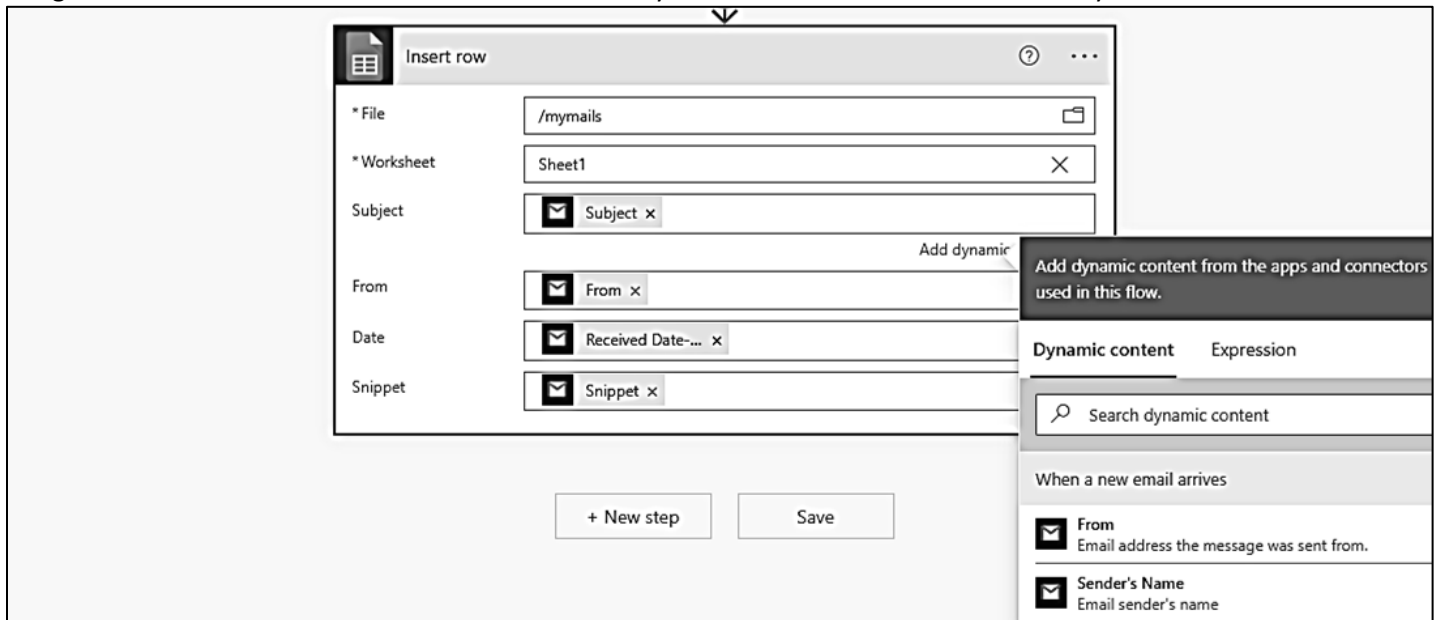 Insert row
* File
/mymails
* Worksheet
Sheet1
Subject
Subject ×
Add dynamic
From
From ×
Date
Received Date-... ×
Snippet
Snippet ×
+ New step
Save
Add dynamic content from the apps and connectors
used in this flow.
Dynamic content
Expression
Search dynamic content
When a new email arrives
From
Email address the message was sent from.
Sender's Name
Email sender's name